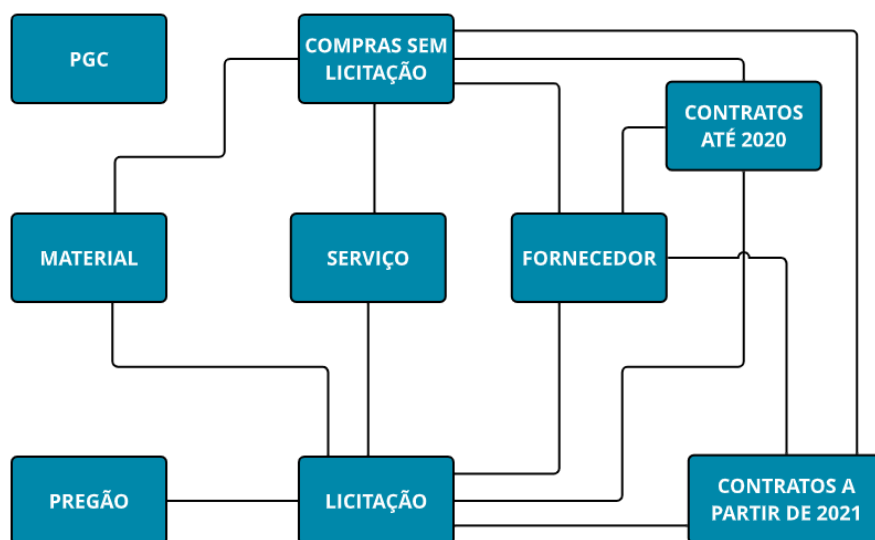 PGC
COMPRAS SEM
LICITAÇÃO
CONTRATOS
ATÉ 2020
MATERIAL
SERVIÇO
FORNECEDOR
PREGÃO
LICITAÇÃO
CONTRATOS A
PARTIR DE 2021